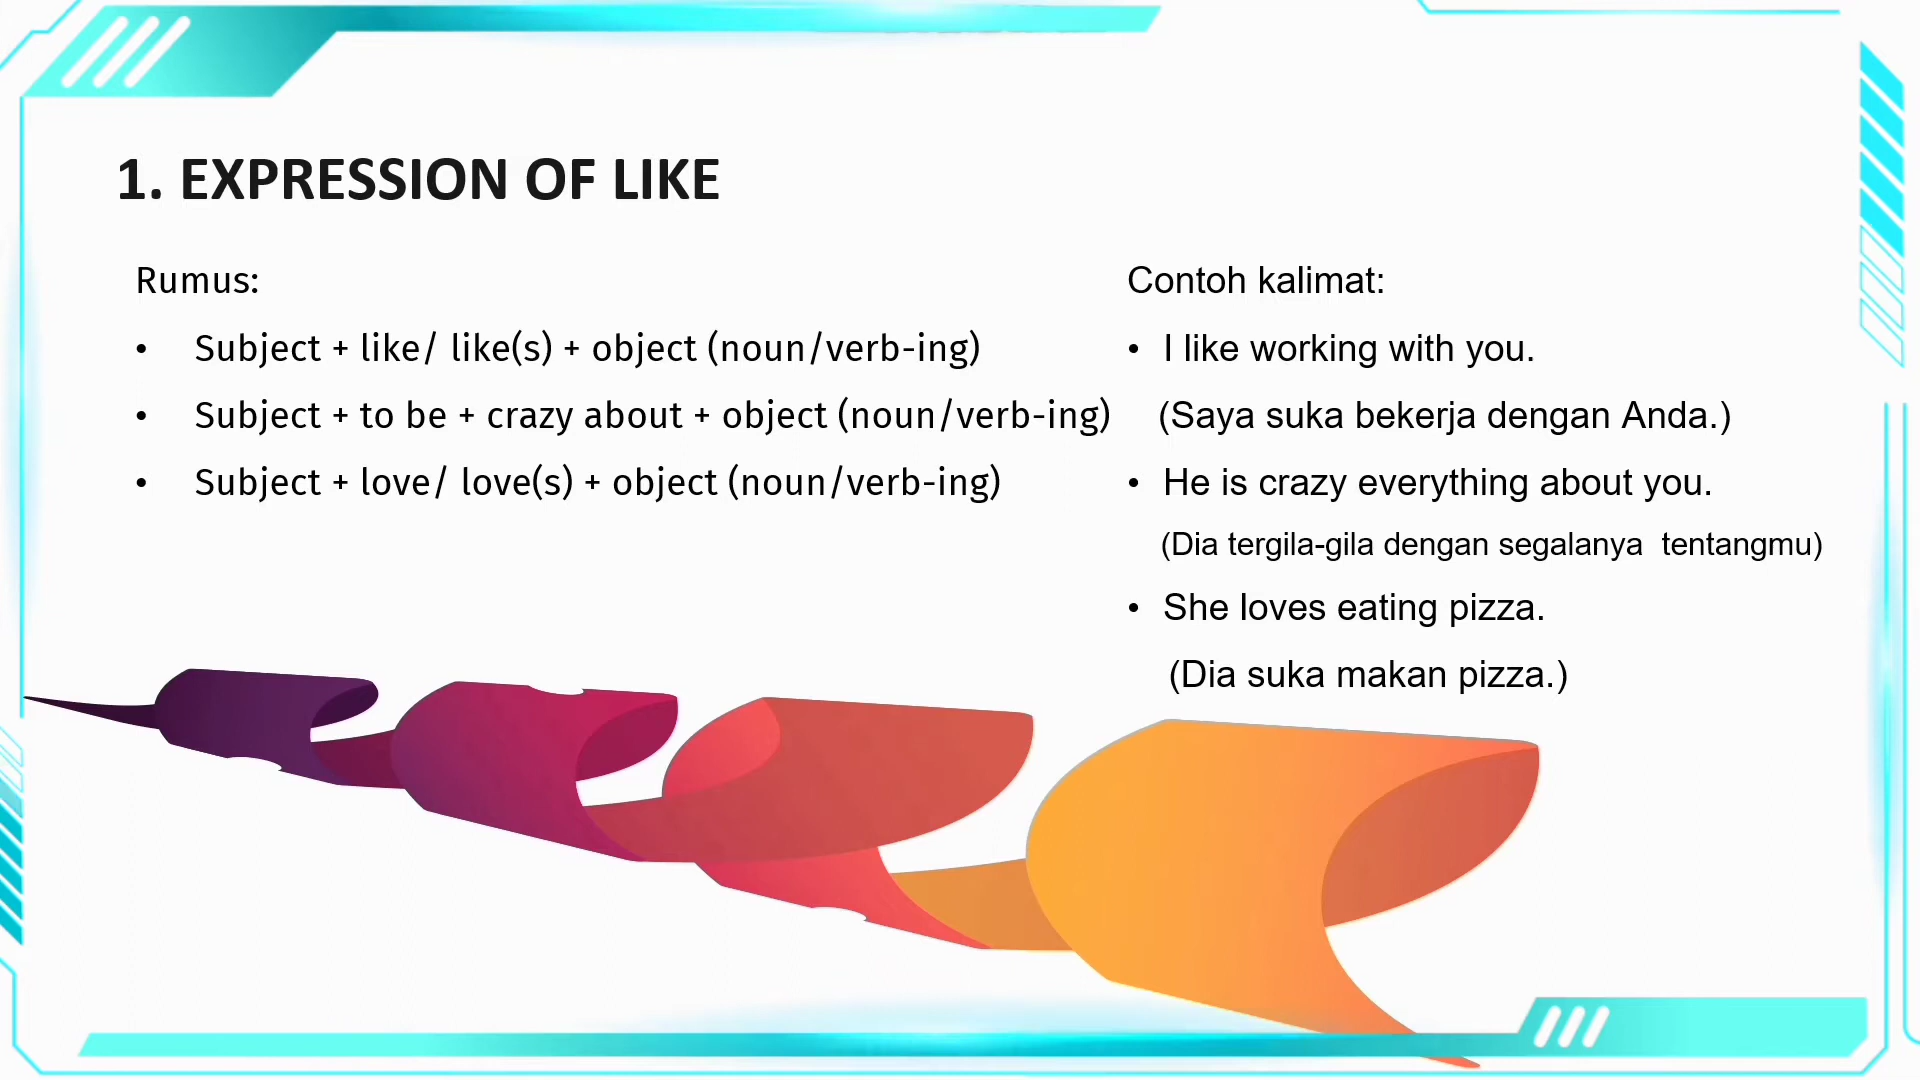 1. EXPRESSION OF LIKE
Rumus:
• Subject + like/ like(s) + object (noun/verb-ing)
• Subject + to be + crazy about + object (noun/verb-ing)
• Subject + love/ love(s) + object (noun/verb-ing)
Contoh kalimat:
• I like working with you.
(Saya suka bekerja dengan Anda.)
• He is crazy everything about you.
(Dia tergila-gila dengan segalanya tentangmu)
• She loves eating pizza.
(Dia suka makan pizza.)